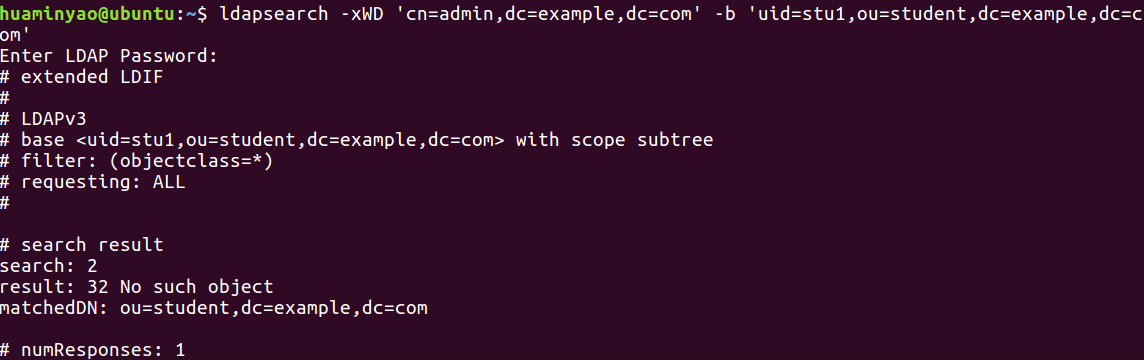 huaminyao@ubuntu:~$ ldapsearch -xWD 'cn=admin,dc=example,dc=com' -b 'uid=stu1,ou=student,dc=example,dc=c
om'
Enter LDAP Password:
# extended LDIF
#
# LDAPv3
# base <uid=stu1,ou=student,dc=example,dc=com> with scope subtree
# filter: (objectclass=*)
# requesting: ALL
#

# search result
search: 2
result: 32 No such object
matchedDN: ou=student,dc=example,dc=com

# numResponses: 1